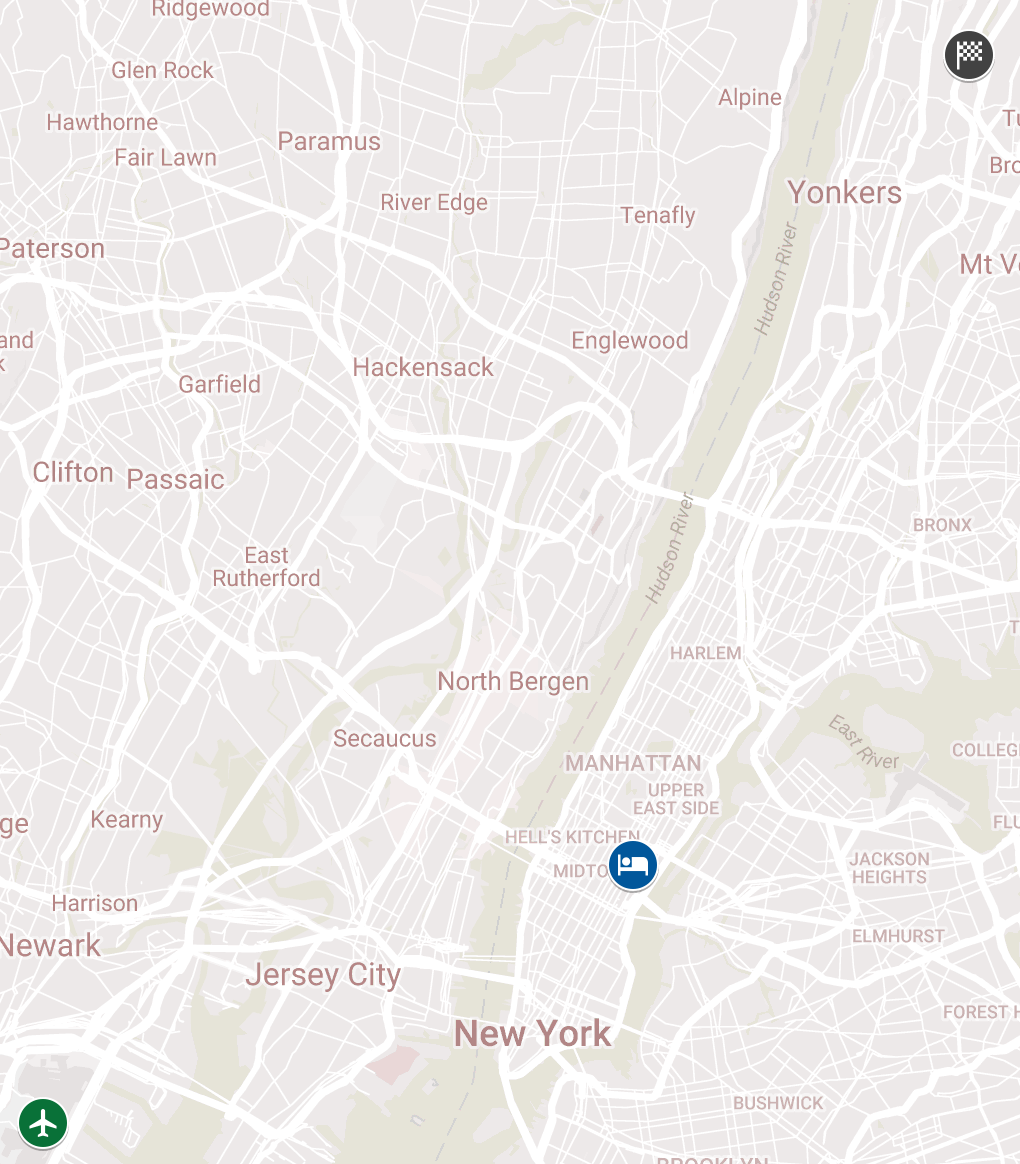 Ridgewood
Glen Rock
Alpine
Hawthorne
Paramus
Fair Lawn
Yonkers
River Edge
Tenafly
Paterson
Hudson River
Englewood
Hackensack
Garfield
Clifton
Passaic
BRONX
Hudson River
East
Rutherford
HARLEM
North Bergen
East River
Secaucus
MANHATTAN
UPPER
EAST SIDE
Kearny
HELL'S KITCHEN
JACKSON
HEIGHTS
Harrison
ELMHURST
Newark
Jersey City
New York
BUSHWICK
BROOKLYN